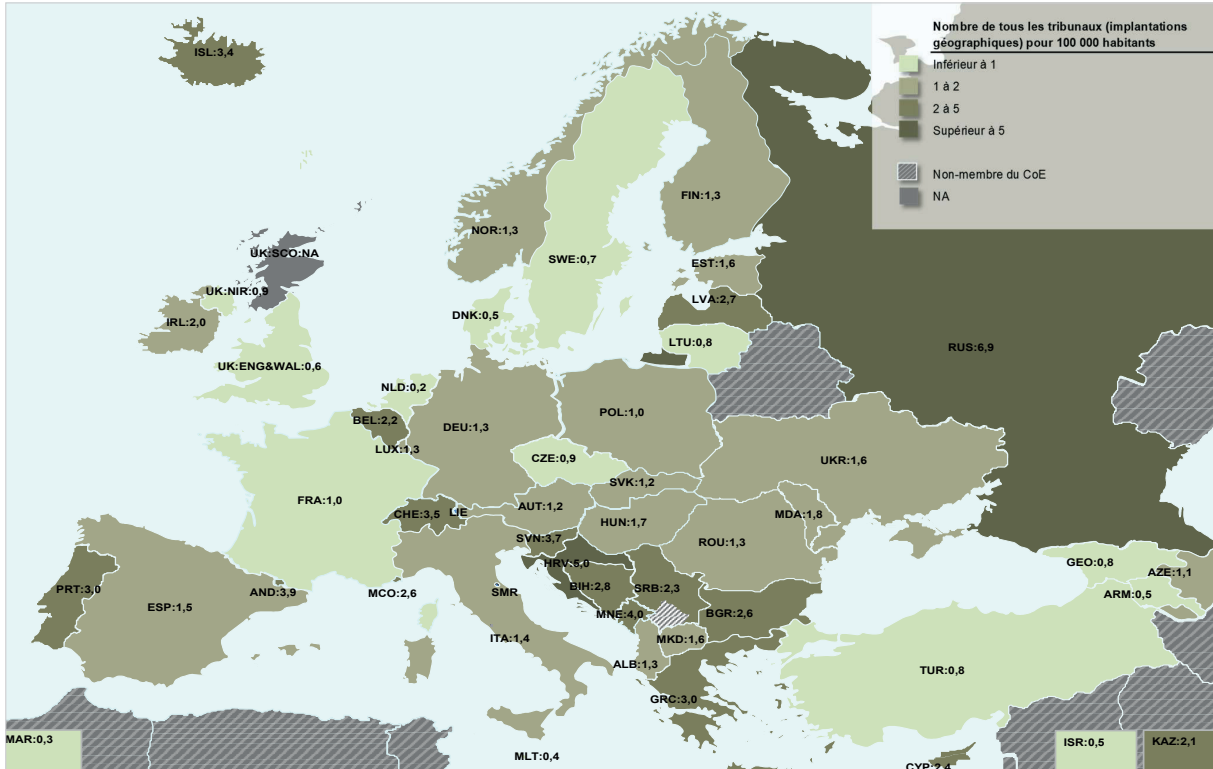 Nombre de tous les tribunaux (implantations
géographiques) pour 100 000 habitants
Inférieur à 1
1 à 2
2 à 5
Supérieur à 5
Non-membre du CoE
NA
ISL:3,4
NOR:1,3
FIN:1,3
SWE:0,7
UK:SCO:NA
EST:1,6
UK:NIR:0,9
LVA:2,7
IRL:2,0
DNK:0,5
LTU:0,8
RUS:6,9
UK:ENG&WAL:0,6
NLD:0,2
POL:1,0
BEL:2,2
DEU:1,3
LUX:1,3
CZE:0,9
UKR:1,6
SVK:1,2
FRA:1,0
AUT:1,2
CHE:3,5
LIE
MDA:1,8
HUN:1,7
SVN:3,7
ROU:1,3
HRV:5,0
GEO:0,8
AZE:1,1
PRT:3,0
AND:3,9
MCO:2,6
SMR
BIH:2,8
SRB:2,3
ARM:0,5
ESP:1,5
MNE:4,0
BGR:2,6
ITA:1,4
MKD:1,6
ALB:1,3
TUR:0,8
GRC:3,0
MAR:0,3
MLT:0,4
ISR:0,5
KAZ:2,1
CYP:2,4